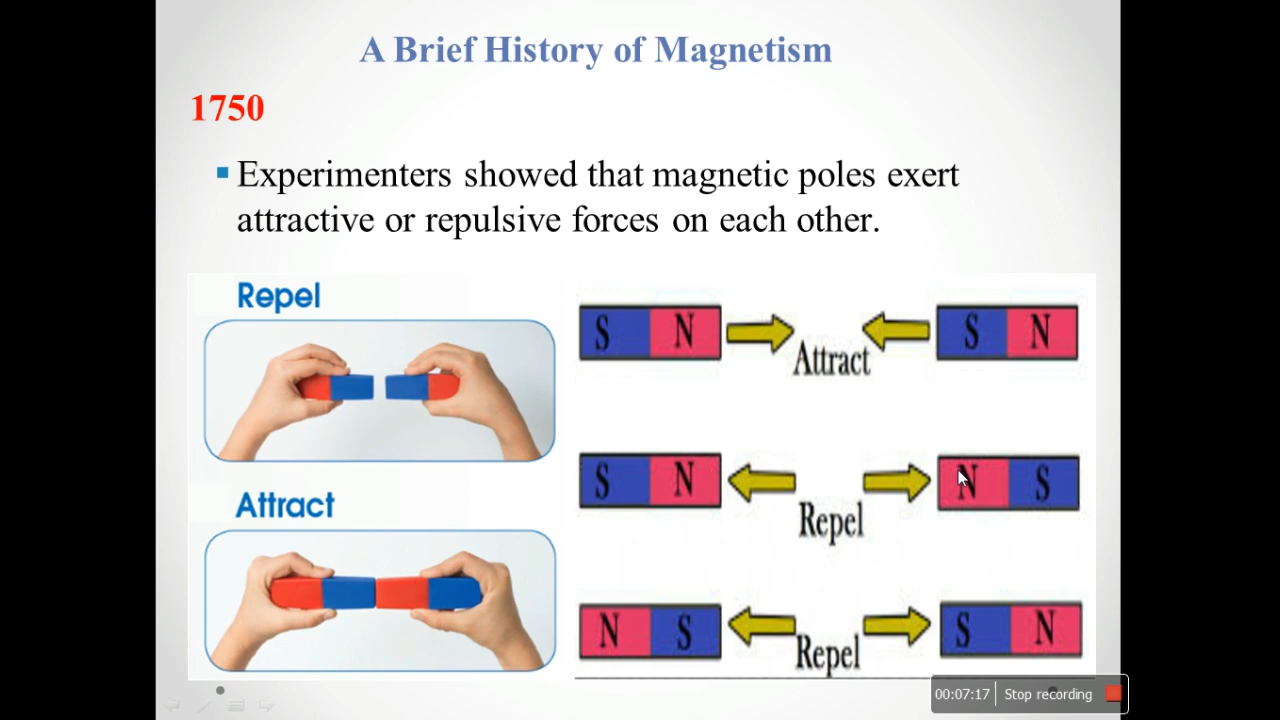 A Brief History of Magnetism
1750
Experimenters showed that magnetic poles exert
attractive or repulsive forces on each other.
Repel
Attract
S N Attract S N
S N Repel N S
N S Repel S N
00:07:17 Stop recording